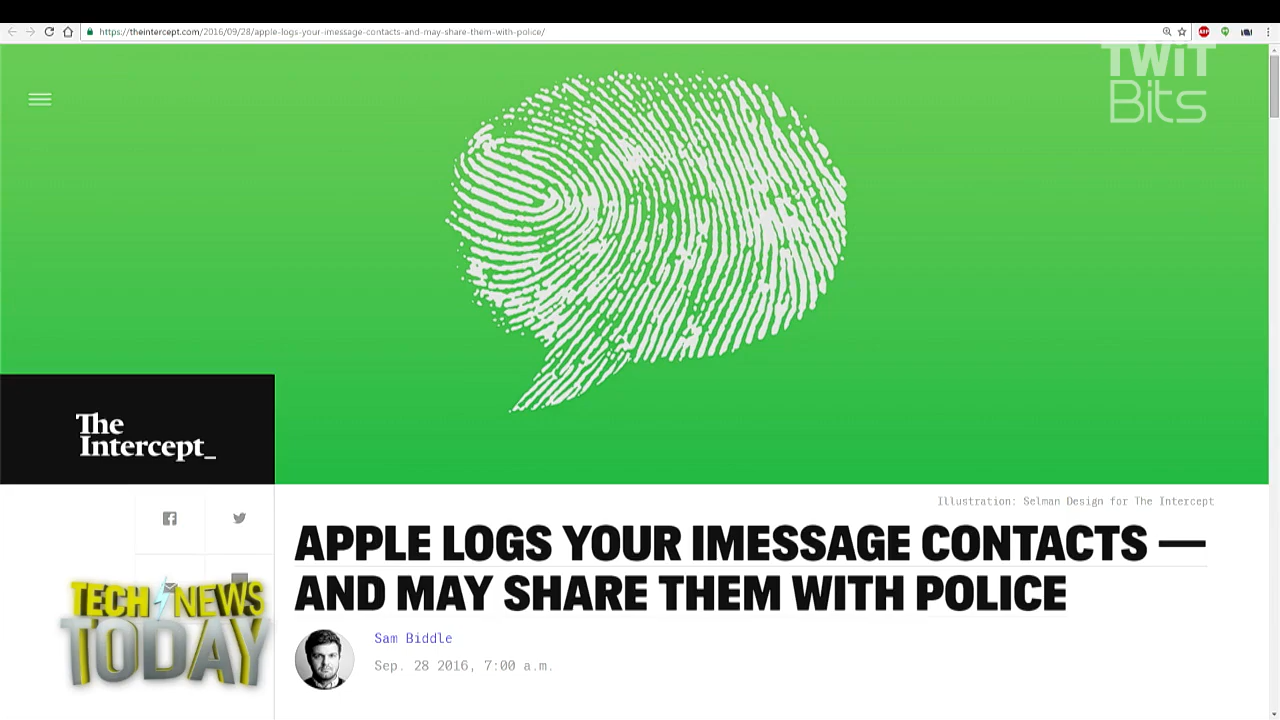 https://theintercept.com/2016/09/28/apple-logs-your-imessage-contacts-and-may-share-them-with-police/
ABP
TWiT
Bits
The
Intercept_
Illustration: Selman Design for The Intercept
APPLE LOGS YOUR IMESSAGE CONTACTS —
AND MAY SHARE THEM WITH POLICE
Sam Biddle
Sep. 28 2016, 7:00 a.m.
TECH NEWS
TODAY